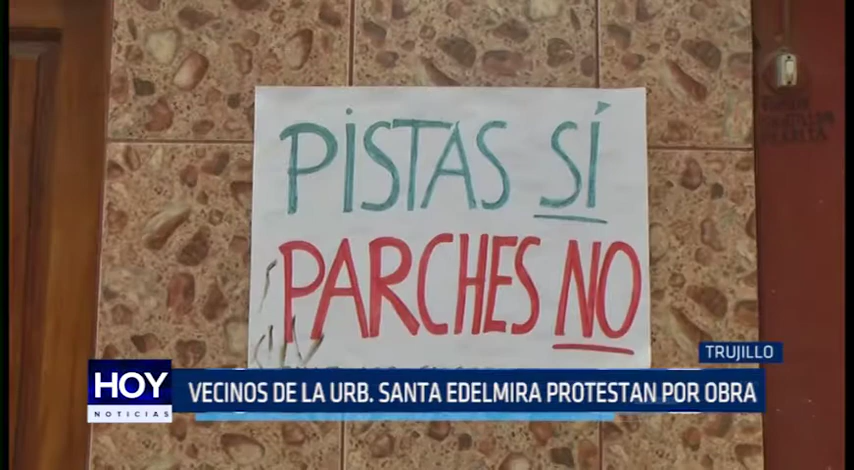 PISTAS SÍ
PARCHES NO
TRUJILLO
HOY
NOTICIAS
VECINOS DE LA URB. SANTA EDELMIRA PROTESTAN POR OBRA